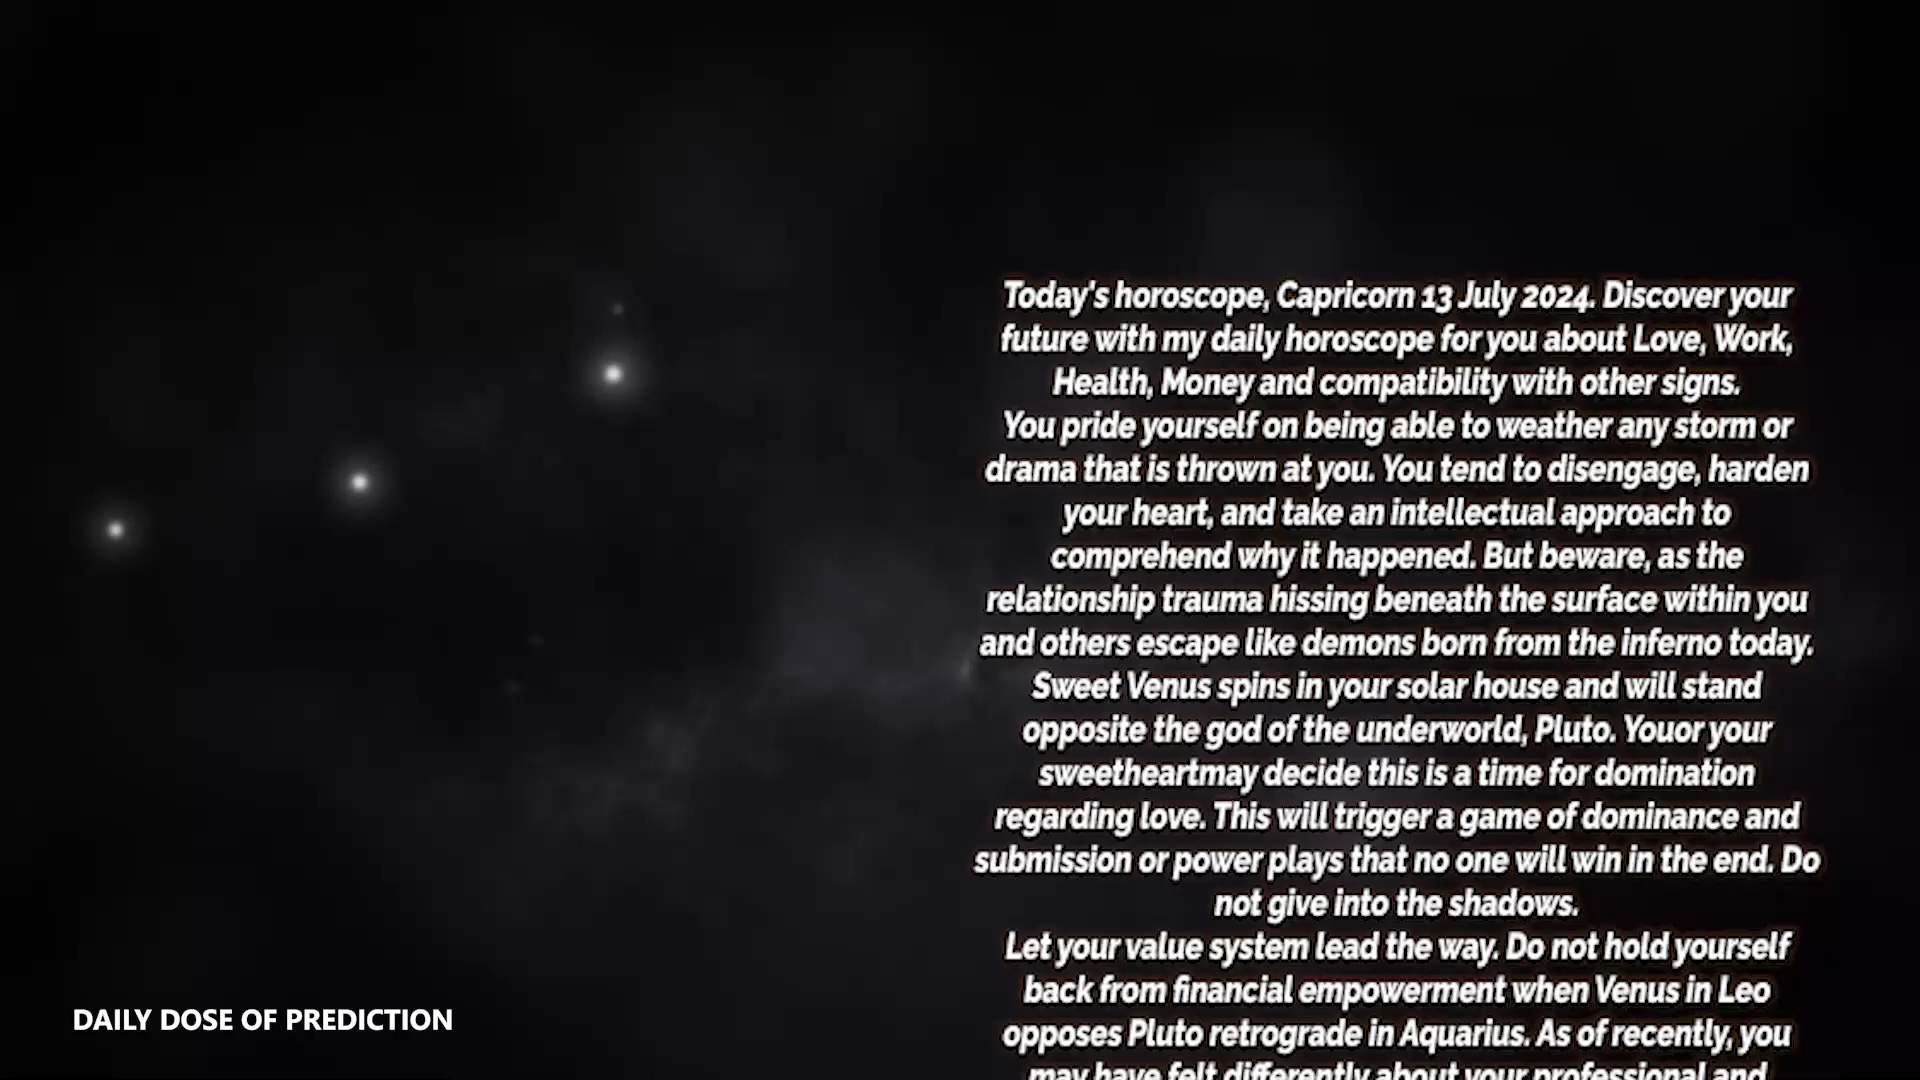 Today's horoscope, Capricorn 13 July 2024. Discover your
future with my daily horoscope for you about Love, Work,
Health, Money and compatibility with other signs.
You pride yourself on being able to weather any storm or
drama that is thrown at you. You tend to disengage, harden
your heart, and take an intellectual approach to
comprehend why it happened. But beware, as the
relationship trauma hissing beneath the surface within you
and others escape like demons born from the inferno today.
Sweet Venus spins in your solar house and will stand
opposite the god of the underworld, Pluto. Youor your
sweetheartmay decide this is a time for domination
regarding love. This will trigger a game of dominance and
submission or power plays that no one will win in the end. Do
not give into the shadows.
Let your value system lead the way. Do not hold yourself
back from financial empowerment when Venus in Leo
opposes Pluto retrograde in Aquarius. As of recently, you
may have felt differently about your professional and
DAILY DOSE OF PREDICTION